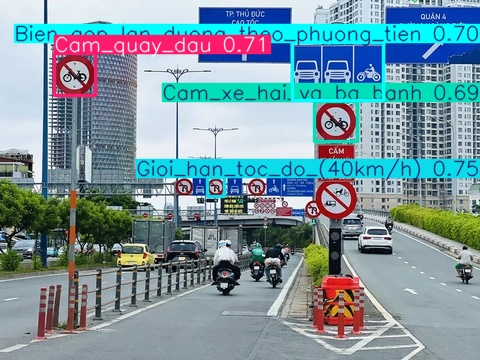 TP. THỦ ĐỨC
CAO TỐC
QUẬN 4
Bien_gop_lan_duong_theo_phuong_tien 0.70
Cam_quay_dau 0.71
Cam_xe_hai_va_ba_banh 0.69
CẤM
Gioi_han_toc_do_(40km/h) 0.75